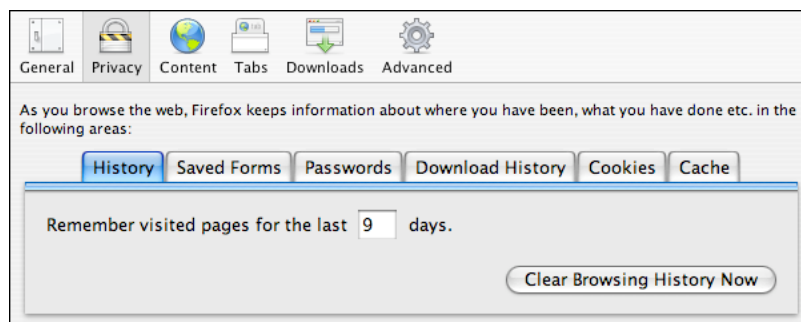 General Privacy Content Tabs Downloads Advanced
As you browse the web, Firefox keeps information about where you have been, what you have done etc. in the
following areas:
History Saved Forms Passwords Download History Cookies Cache
Remember visited pages for the last 9 days.
Clear Browsing History Now